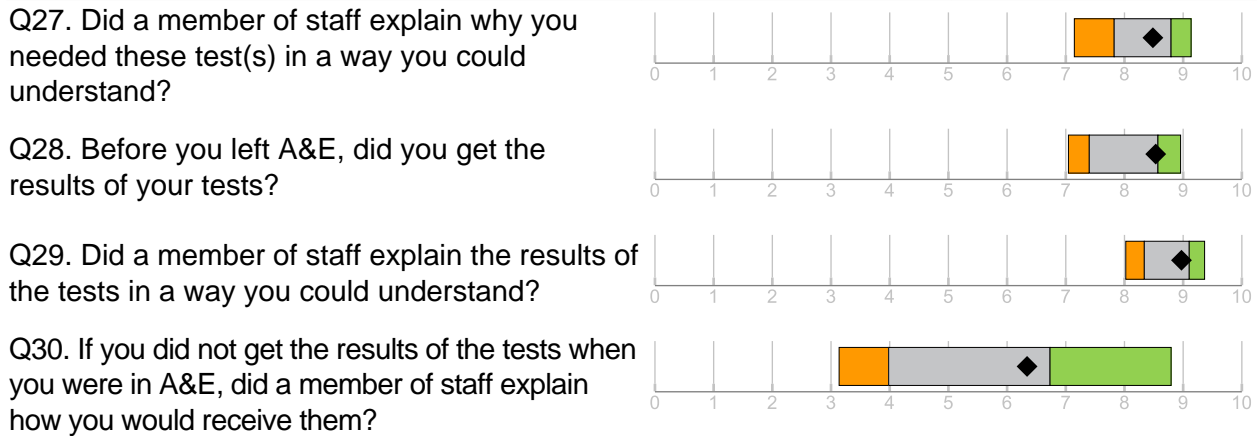 Q27. Did a member of staff explain why you
needed these test(s) in a way you could
understand?
0 1 2 3 4 5 6 7 8 9 10
Q28. Before you left A&E, did you get the
results of your tests?
0 1 2 3 4 5 6 7 8 9 10
Q29. Did a member of staff explain the results of
the tests in a way you could understand?
0 1 2 3 4 5 6 7 8 9 10
Q30. If you did not get the results of the tests when
you were in A&E, did a member of staff explain
how you would receive them?
0 1 2 3 4 5 6 7 8 9 10